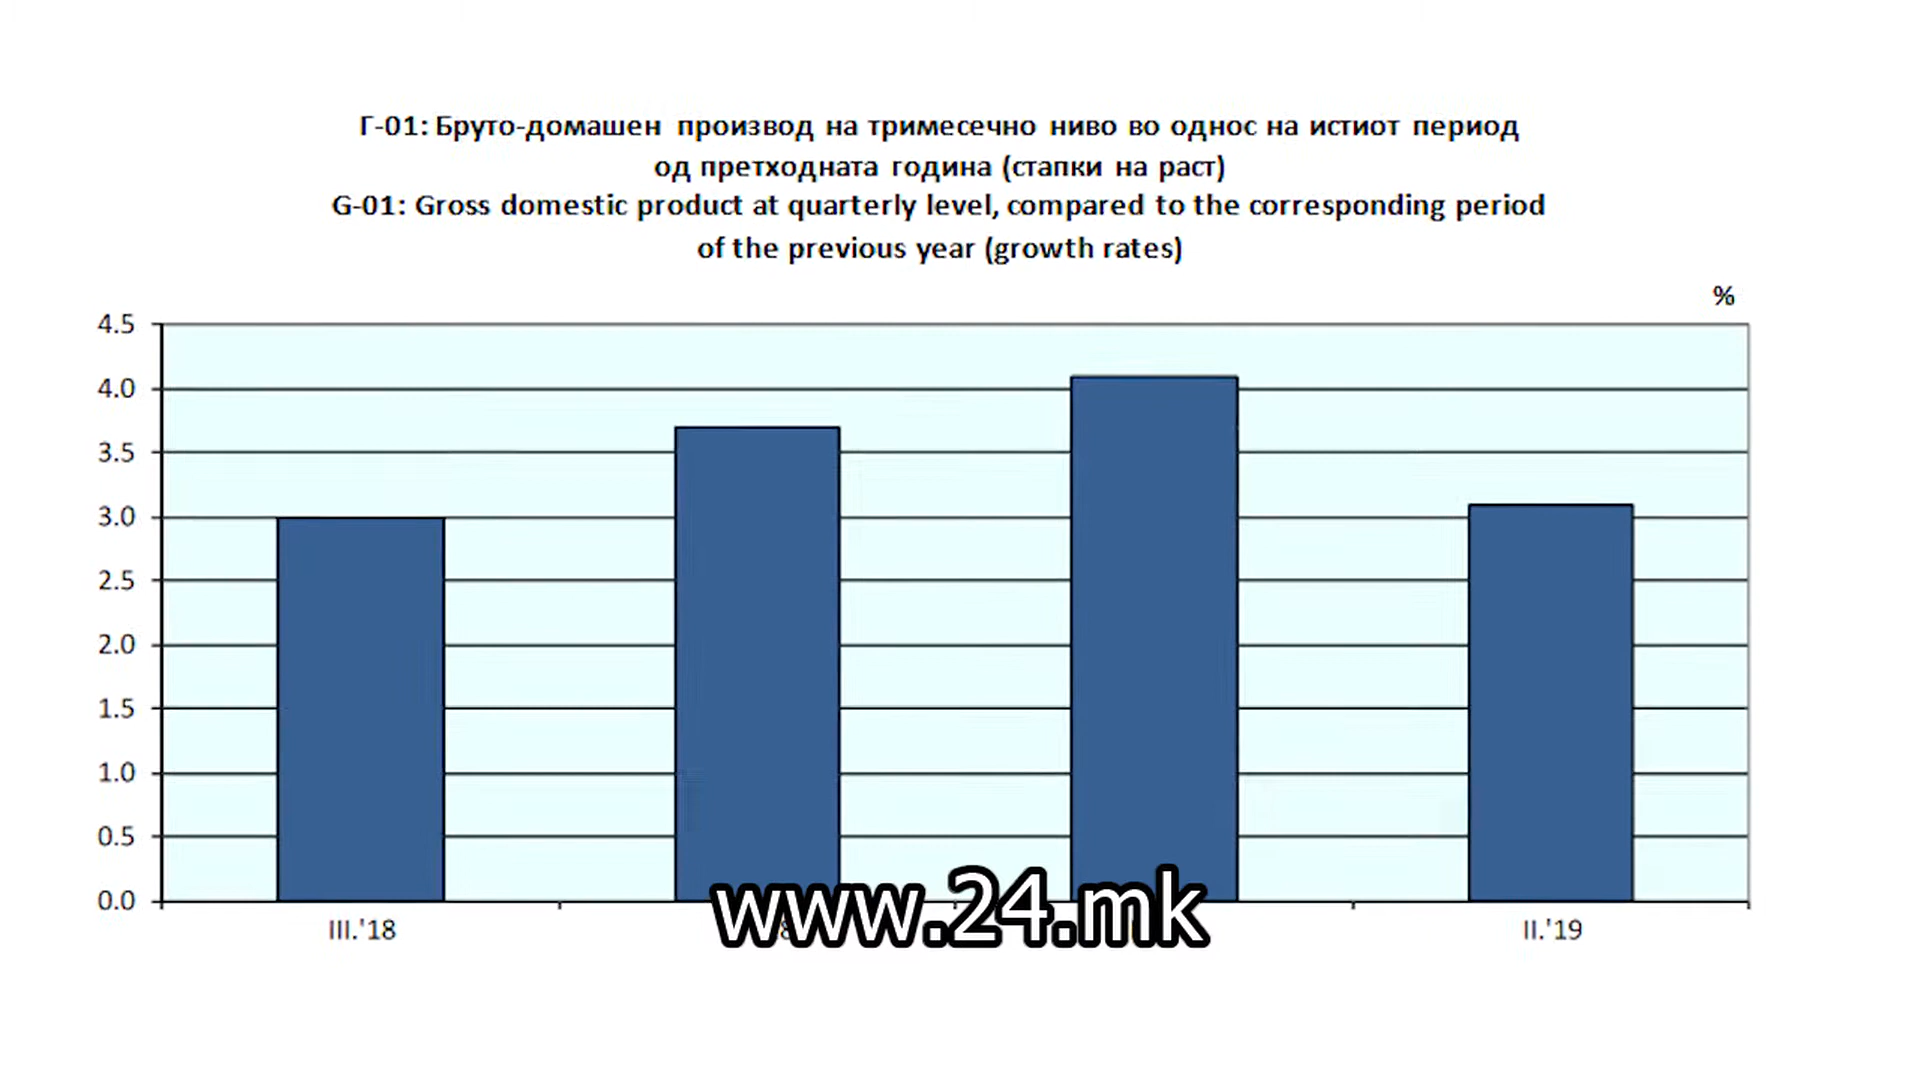 Г-01: Бруто-домашен производ на тримесечно ниво во однос на истиот период
од претходната година (стапки на раст)
G-01: Gross domestic product at quarterly level, compared to the corresponding period
of the previous year (growth rates)
%
4.5
4.0
3.5
3.0
2.5
2.0
1.5
1.0
0.5
0.0
III.'18
II.'19
www.24.mk